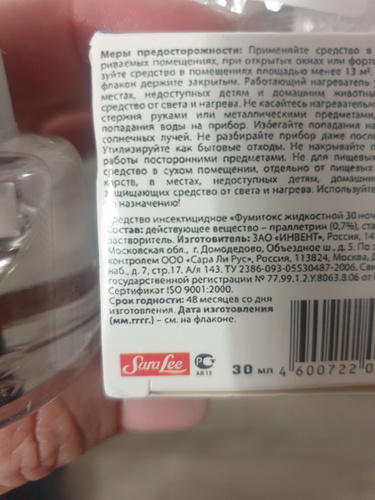 Меры предосторожности: Применяйте средство в
риваемых помещениях, при открытых окнах или форто
зуйте средство в помещениях площадью менее 13 м².
флакон держите закрытым. Работающий нагреватель
местах, недоступных детям и домашним животны
средство от света и нагрева. Не касайтесь нагревательн
стержня руками или металлическими предметами,
попадания воды на прибор. Избегайте попадания на
солнечных лучей. Не разбирайте прибор даже посл
Утилизируйте как бытовые отходы. Не накрывайте п
работы посторонними предметами. Не для пищевых
средство в сухом помещении, отдельно от пищевых
карств, в местах, недоступных детям, домашни
защищающих средство от света и нагрева. Используйте
назначению!
средство инсектицидное «Фумитокс жидкостной 30 ноч
Состав: действующее вещество – праллетрин (0,7%), ста
растворитель. Изготовитель: ЗАО «ИНВЕНТ», Россия, 14
Московская обл., г. Домодедово, Объездное ш., д. 5. По з
контролем ООО «Сара Ли Рус», Россия, 113824, Москва,
наб., д. 7, стр.17. А/я 143. ТУ 2386-093-05530487-2006. Сви
государственной регистрации № 77.99.1.2.У.8063.8.06 от
Сертификат ISO 9001:2000.
Срок годности: 48 месяцев со дня
изготовления. Дата изготовления
(мм.гггг.) – см. на флаконе.
Sara Lee
АЯ 12
30 мл
4 600722 0